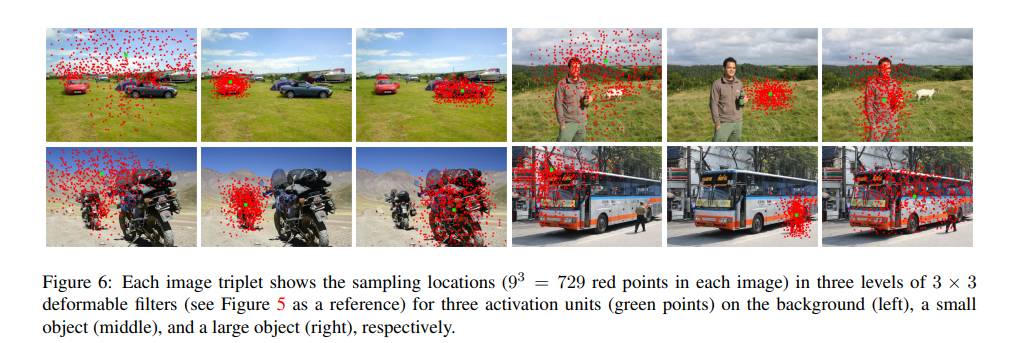 Figure 6: Each image triplet shows the sampling locations (9³ = 729 red points in each image) in three levels of 3 × 3
deformable filters (see Figure 5 as a reference) for three activation units (green points) on the background (left), a small
object (middle), and a large object (right), respectively.